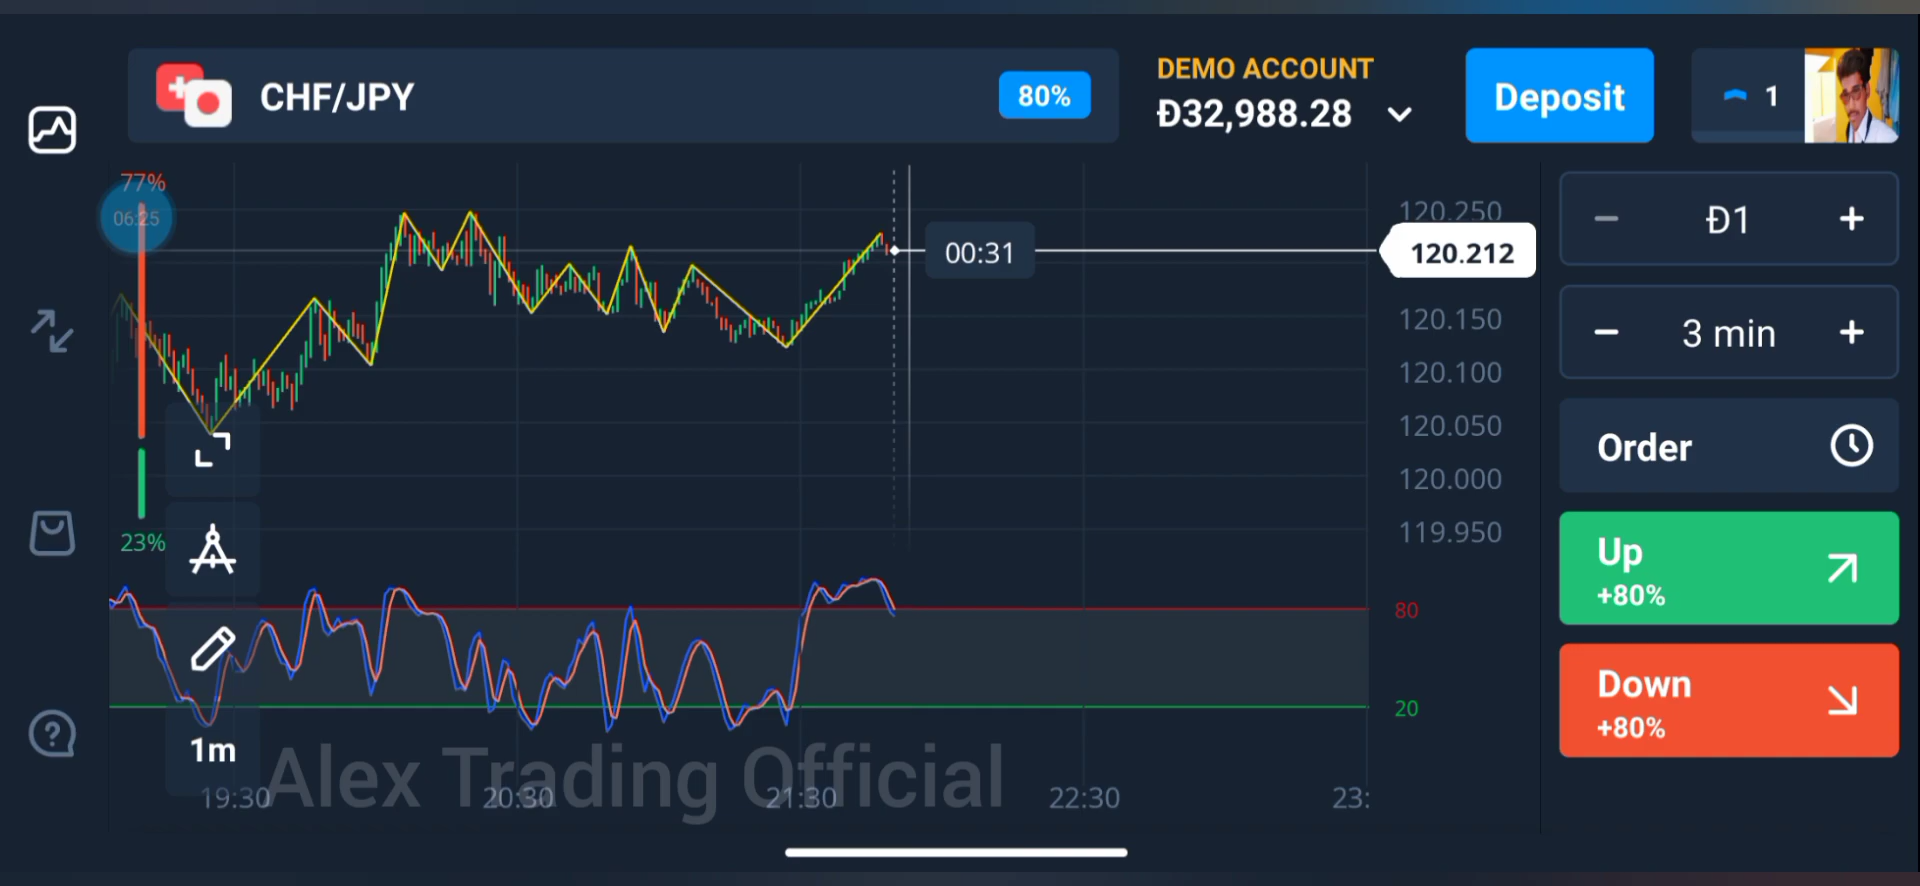 CHF/JPY
80%
DEMO ACCOUNT
Đ32,988.28
Deposit
1
77%
06:25
120.250
00:31
120.212
120.150
120.100
120.050
120.000
119.950
23%
80
20
1m
Alex Trading Official
19:30
20:30
21:30
22:30
23:
Đ1
3 min
Order
Up
+80%
Down
+80%